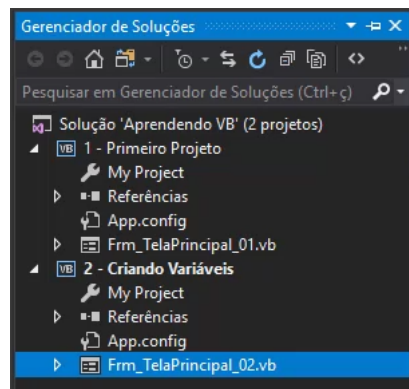 Gerenciador de Soluções
Pesquisar em Gerenciador de Soluções (Ctrl+ç)
Solução 'Aprendendo VB' (2 projetos)
VB 1 - Primeiro Projeto
My Project
Referências
App.config
Frm_TelaPrincipal_01.vb
VB 2 - Criando Variáveis
My Project
Referências
App.config
Frm_TelaPrincipal_02.vb